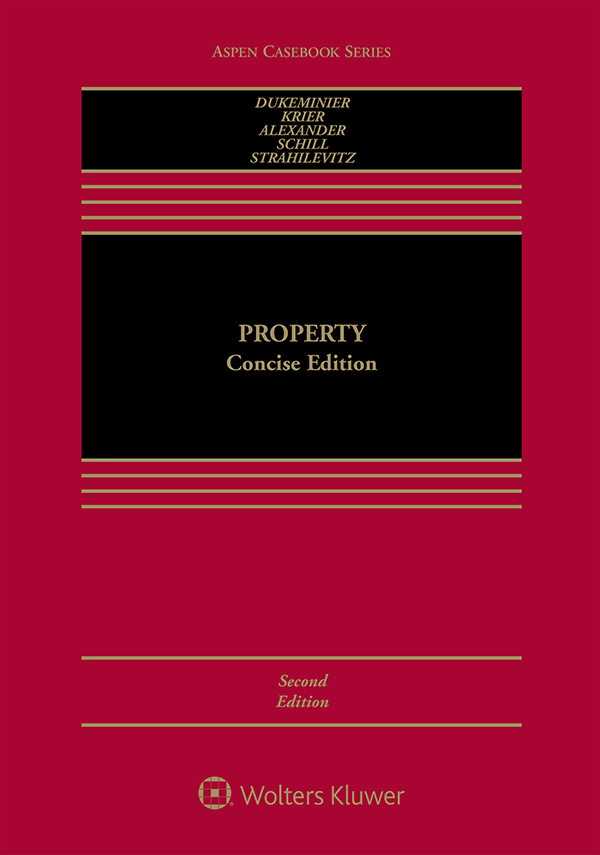 ASPEN CASEBOOK SERIES
DUKEMINIER
KRIER
ALEXANDER
SCHILL
STRAHILEVITZ
PROPERTY
Concise Edition
Second
Edition
Wolters Kluwer